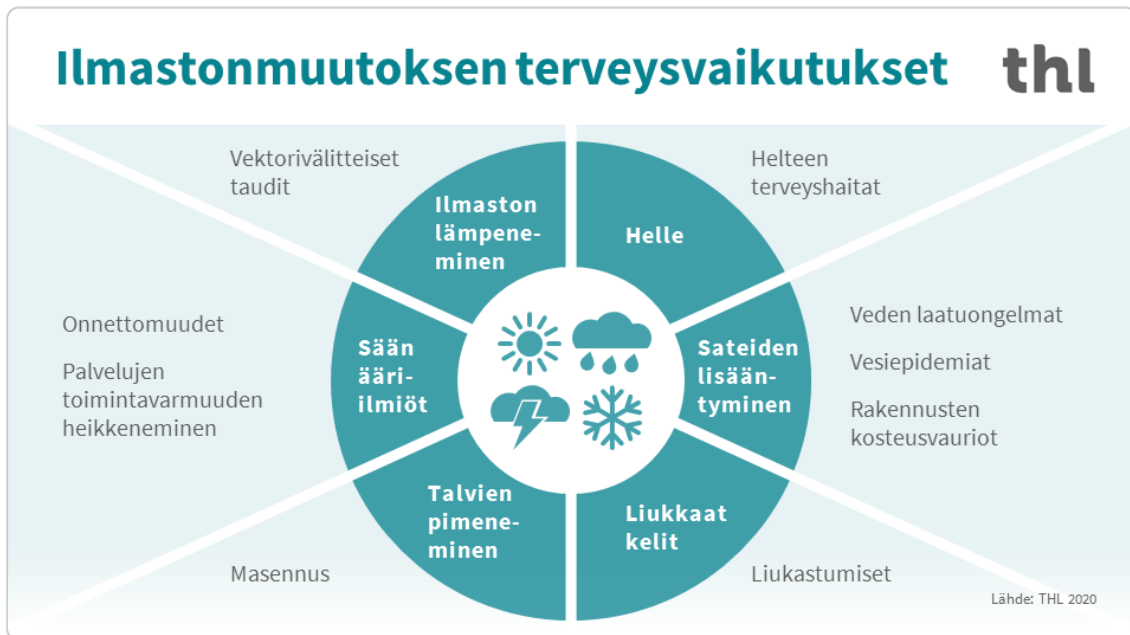 Ilmastonmuutoksen terveysvaikutukset
thl
Vektorivälitteiset
taudit
Ilmaston
lämpene-
minen
Helle
Helteen
terveyshaitat
Onnettomuudet
Palvelujen
toimintavarmuuden
heikkeneminen
Sään
ääri-
ilmiöt
Sateiden
lisään-
tyminen
Veden laatuongelmat
Vesiepidemiat
Rakennusten
kosteusvauriot
Masennus
Talvien
pimene-
minen
Liukkaat
kelit
Liukastumiset
Lähde: THL 2020